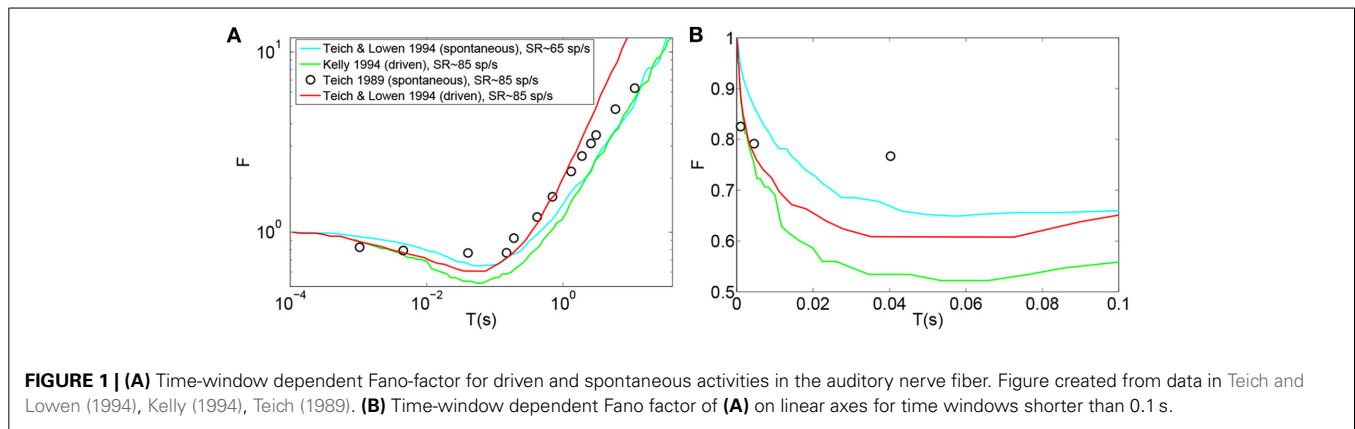 A
10^1
10^0
F
10^-4
10^-2
10^0
T(s)
Teich & Lowen 1994 (spontaneous), SR~65 sp/s
Kelly 1994 (driven), SR~85 sp/s
Teich 1989 (spontaneous), SR~85 sp/s
Teich & Lowen 1994 (driven), SR~85 sp/s
B
1
0.9
0.8
0.7
0.6
0.5
F
0
0.02
0.04
0.06
0.08
0.1
T(s)
FIGURE 1 | (A) Time-window dependent Fano-factor for driven and spontaneous activities in the auditory nerve fiber. Figure created from data in Teich and
Lowen (1994), Kelly (1994), Teich (1989). (B) Time-window dependent Fano factor of (A) on linear axes for time windows shorter than 0.1 s.